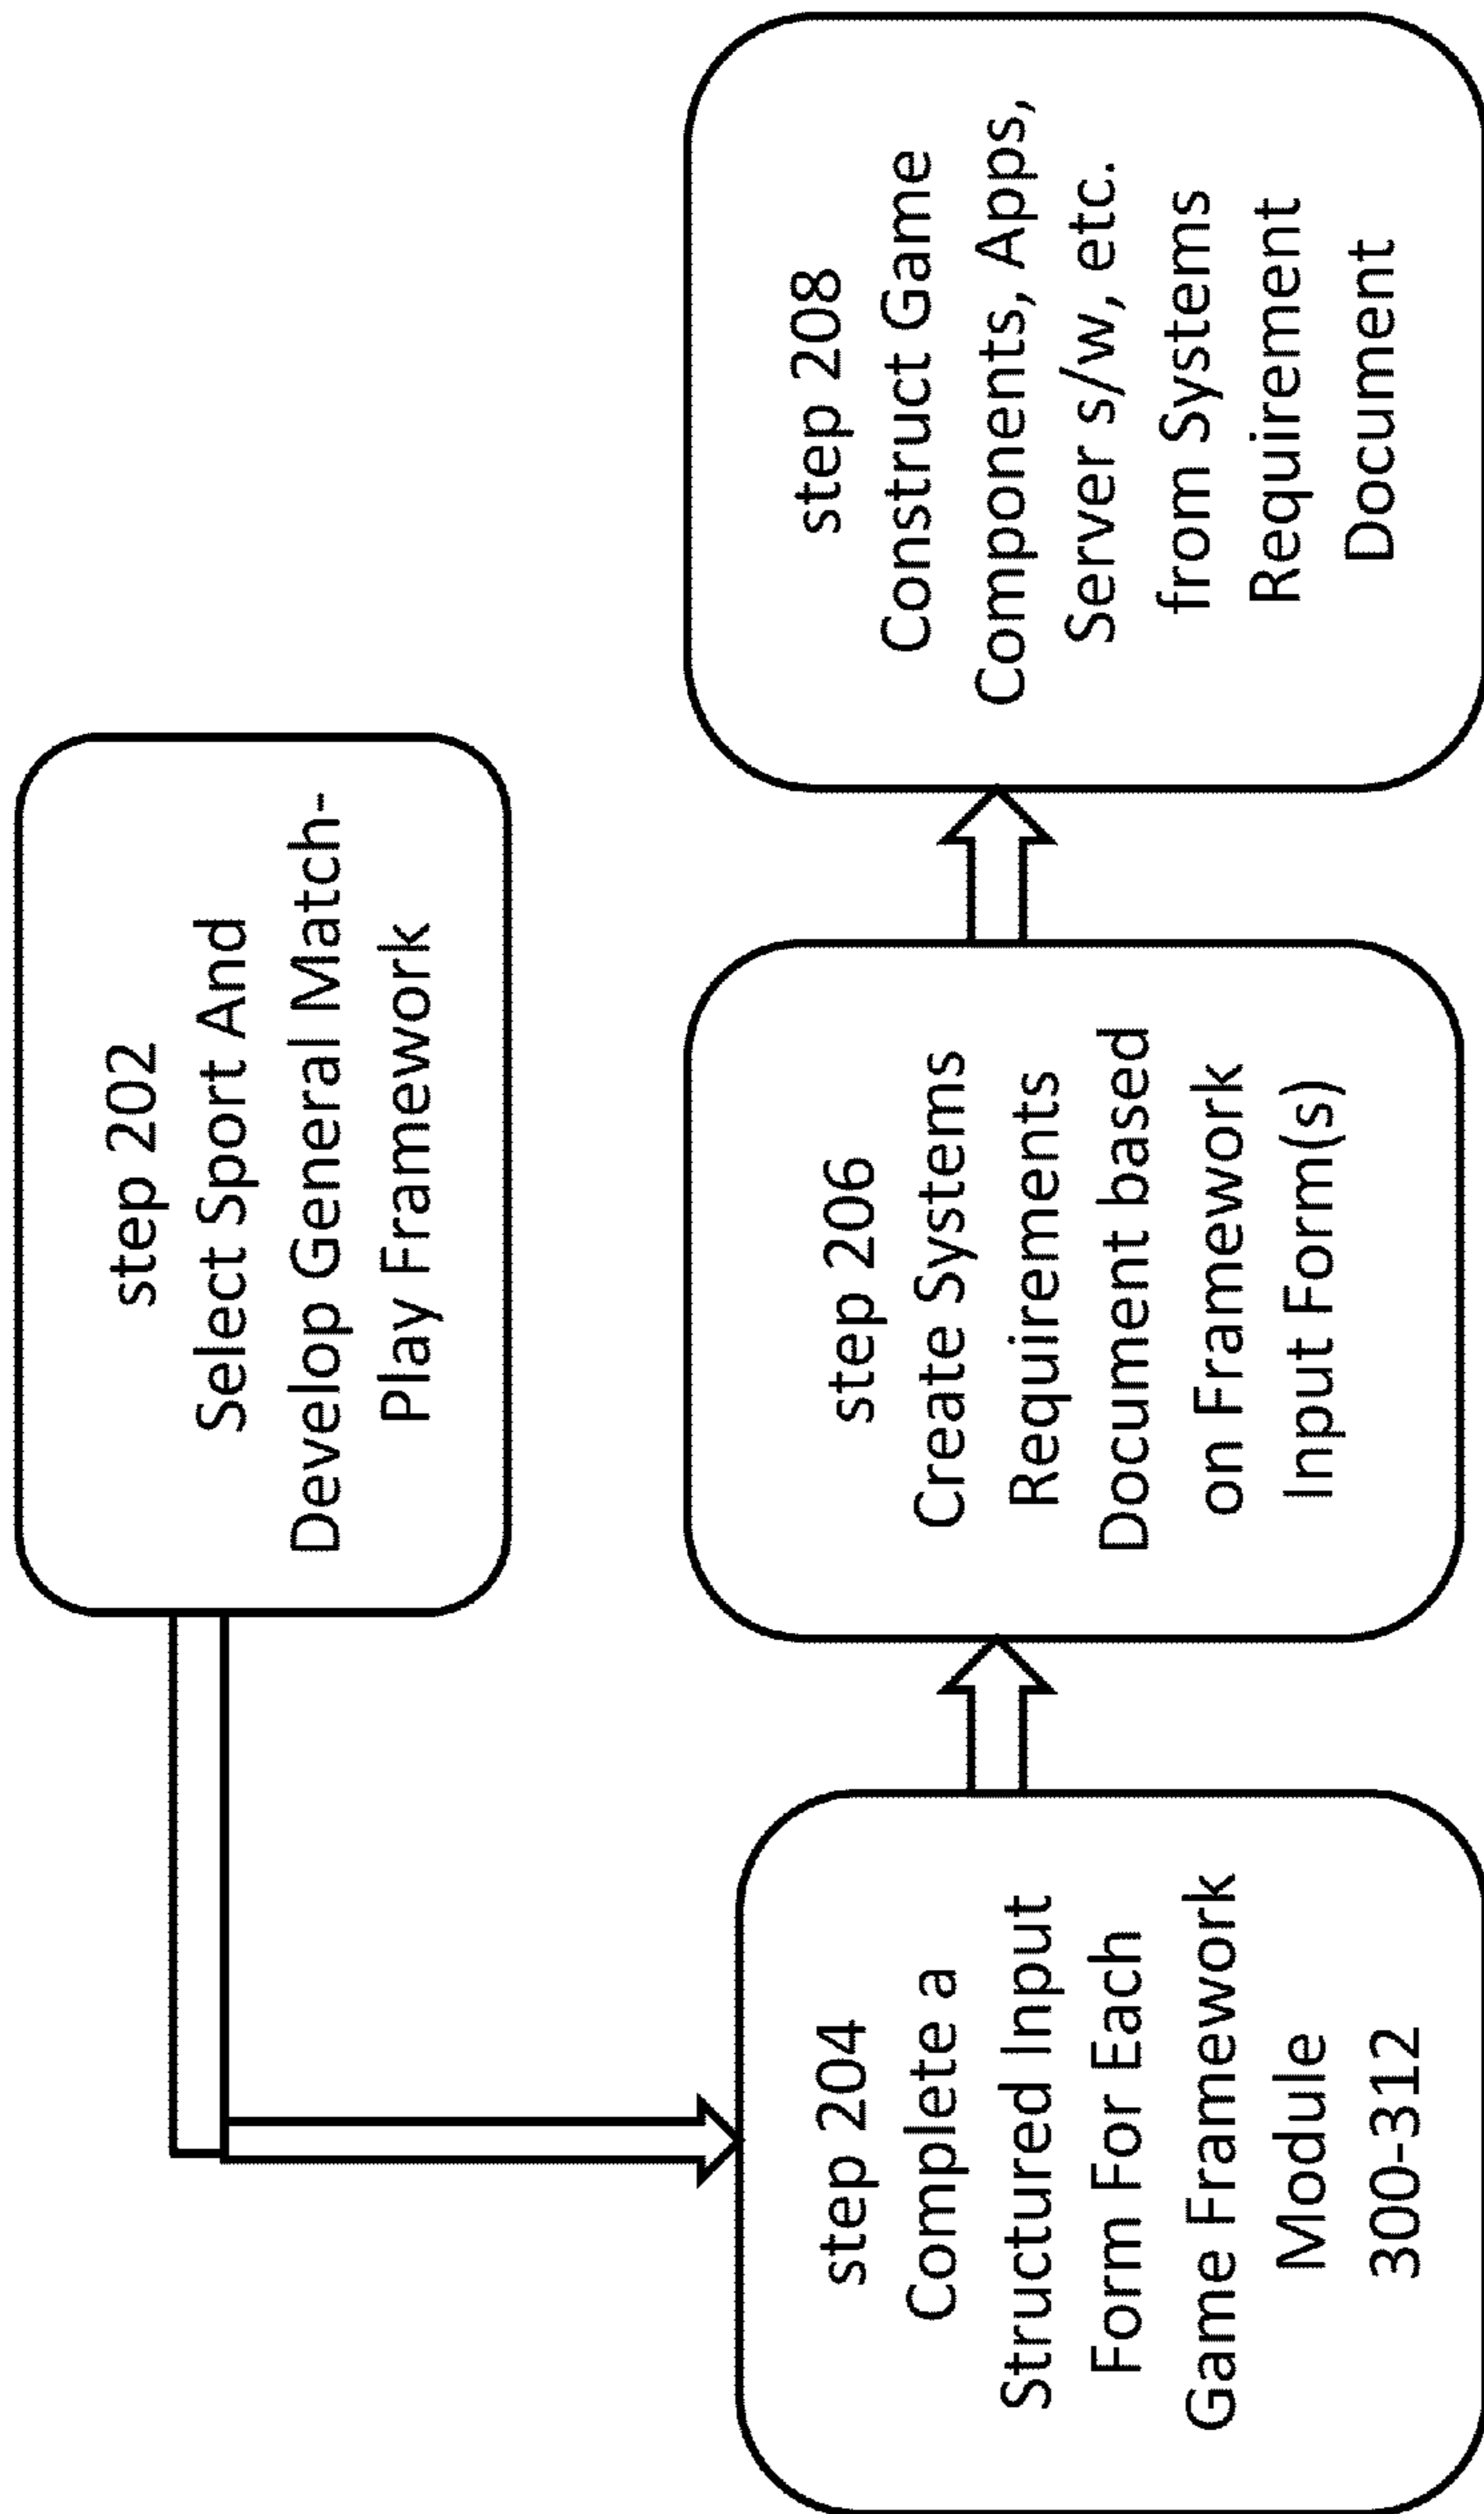 step 202
Select Sport And
Develop General Match-
Play Framework
step 204
Complete a
Structured Input
Form For Each
Game Framework
Module
300-312
step 206
Create Systems
Requirements
Document based
on Framework
Input Form(s)
step 208
Construct Game
Components, Apps,
Server s/w, etc.
from Systems
Requirement
Document